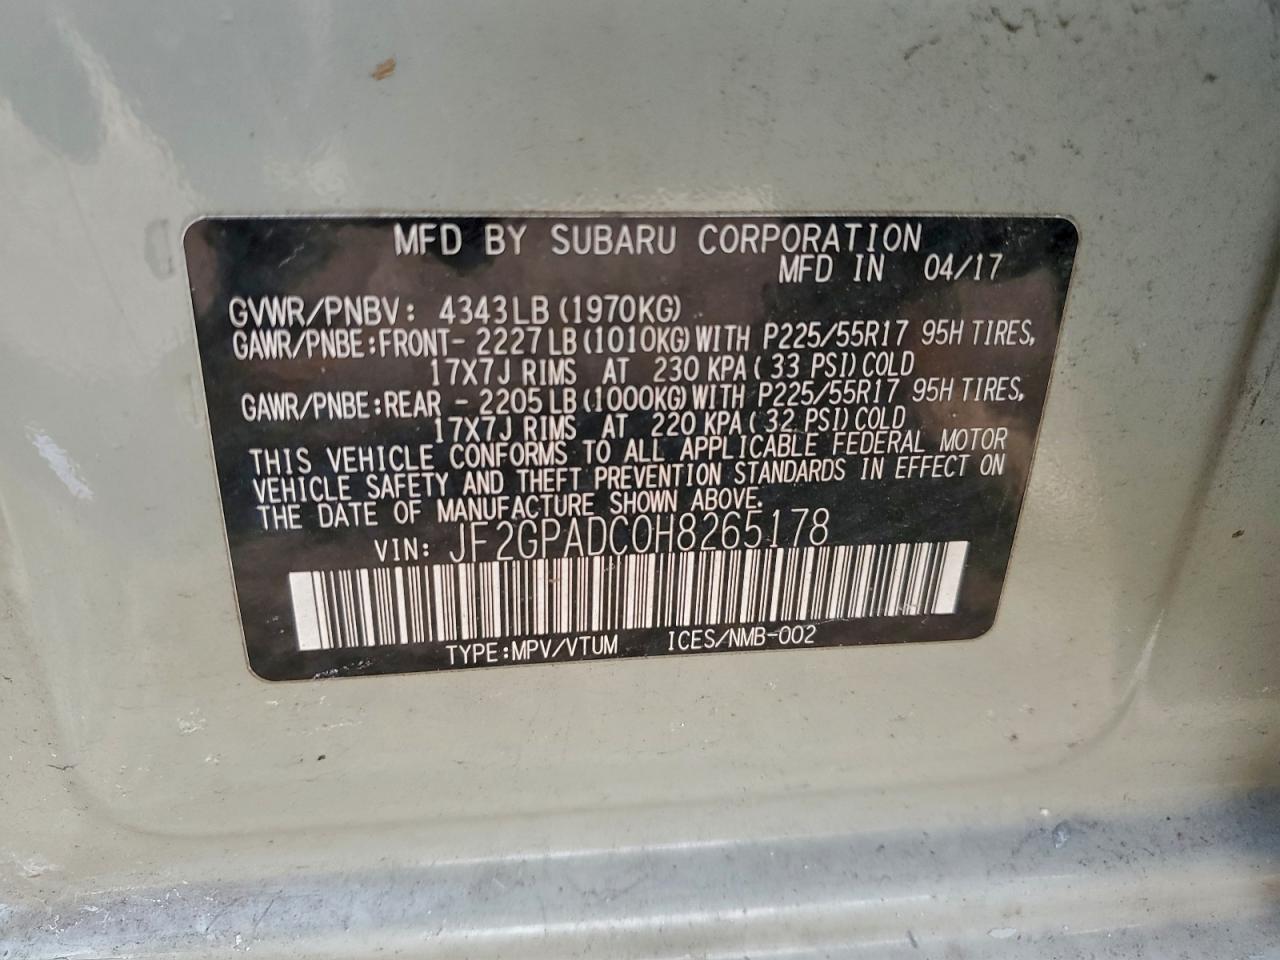 MFD BY SUBARU CORPORATION
MFD IN 04/17
GVWR/PNBV: 4343LB (1970KG)
GAWR/PNBE:FRONT- 2227LB(1010KG)WITH P225/55R17 95H TIRES,
17X7J RIMS AT 230 KPA( 33 PSI)COLD
GAWR/PNBE:REAR - 2205LB(1000KG)WITH P225/55R17 95H TIRES,
17X7J RIMS AT 220 KPA( 32 PSI)COLD
THIS VEHICLE CONFORMS TO ALL APPLICABLE FEDERAL MOTOR
VEHICLE SAFETY AND THEFT PREVENTION STANDARDS IN EFFECT ON
THE DATE OF MANUFACTURE SHOWN ABOVE.
VIN: JF2GPADC0H8265178
TYPE:MPV/VTUM ICES/NMB-002